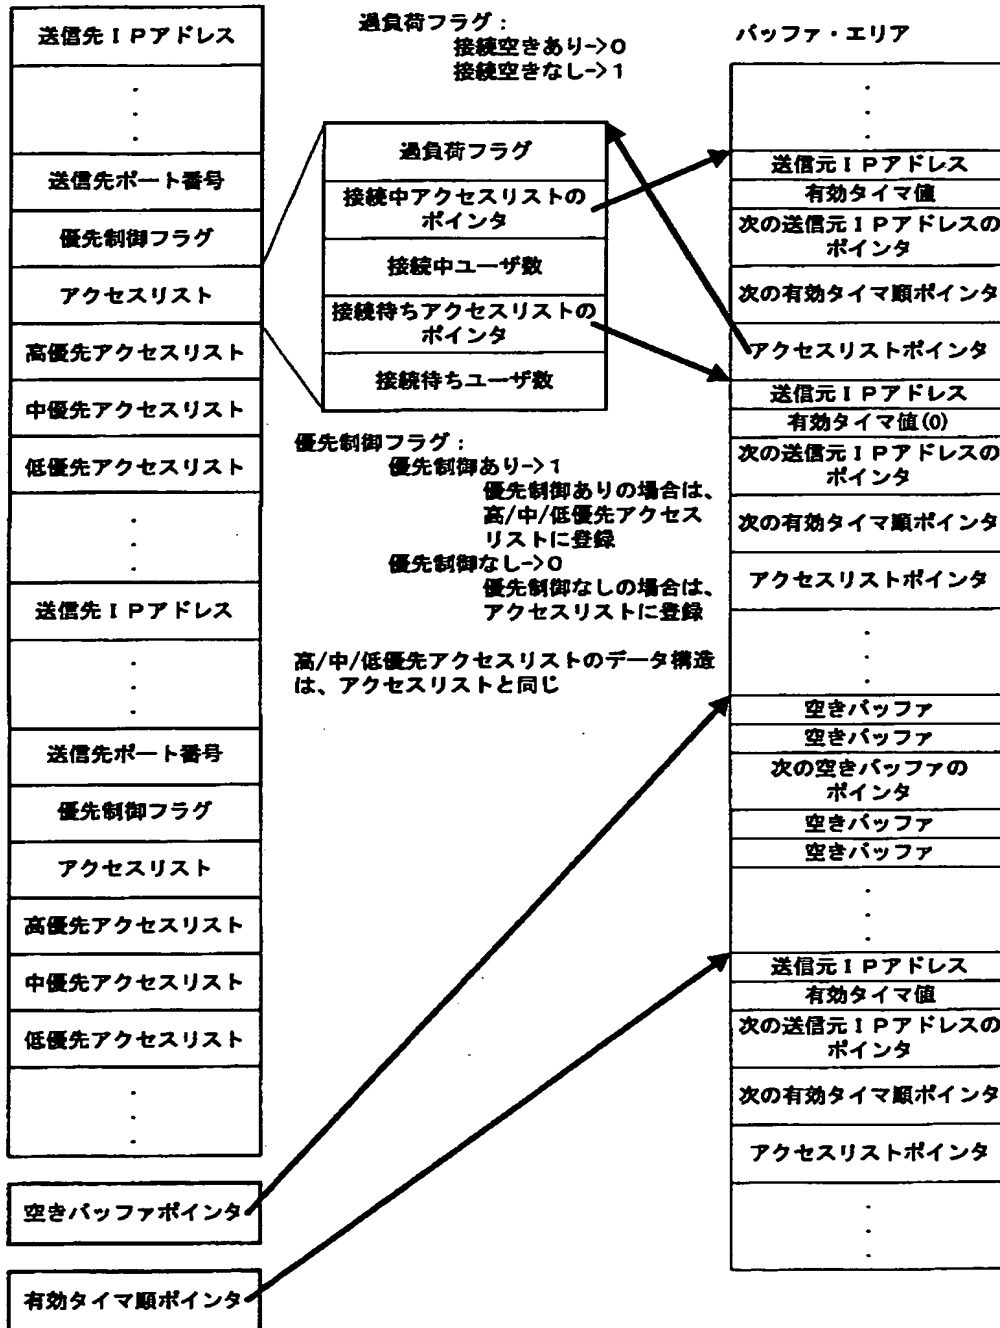 送信先IPアドレス
・
・
・
送信先ポート番号
優先制御フラグ
アクセスリスト
高優先アクセスリスト
中優先アクセスリスト
低優先アクセスリスト
・
・
・
送信先IPアドレス
・
・
・
送信先ポート番号
優先制御フラグ
アクセスリスト
高優先アクセスリスト
中優先アクセスリスト
低優先アクセスリスト
・
・
・
空きバッファポインタ
有効タイマ順ポインタ
過負荷フラグ：
接続空きあり->0
接続空きなし->1
過負荷フラグ
接続中アクセスリストの
ポインタ
接続中ユーザ数
接続待ちアクセスリストの
ポインタ
接続待ちユーザ数
優先制御フラグ：
優先制御あり->1
優先制御ありの場合は、
高/中/低優先アクセス
リストに登録
優先制御なし->0
優先制御なしの場合は、
アクセスリストに登録
高/中/低優先アクセスリストのデータ構造
は、アクセスリストと同じ
バッファ・エリア
・
・
・
送信元IPアドレス
有効タイマ値
次の送信元IPアドレスの
ポインタ
次の有効タイマ順ポインタ
アクセスリストポインタ
送信元IPアドレス
有効タイマ値(0)
次の送信元IPアドレスの
ポインタ
次の有効タイマ順ポインタ
アクセスリストポインタ
・
・
・
空きバッファ
空きバッファ
次の空きバッファの
ポインタ
空きバッファ
空きバッファ
・
・
・
送信元IPアドレス
有効タイマ値
次の送信元IPアドレスの
ポインタ
次の有効タイマ順ポインタ
アクセスリストポインタ
・
・
・